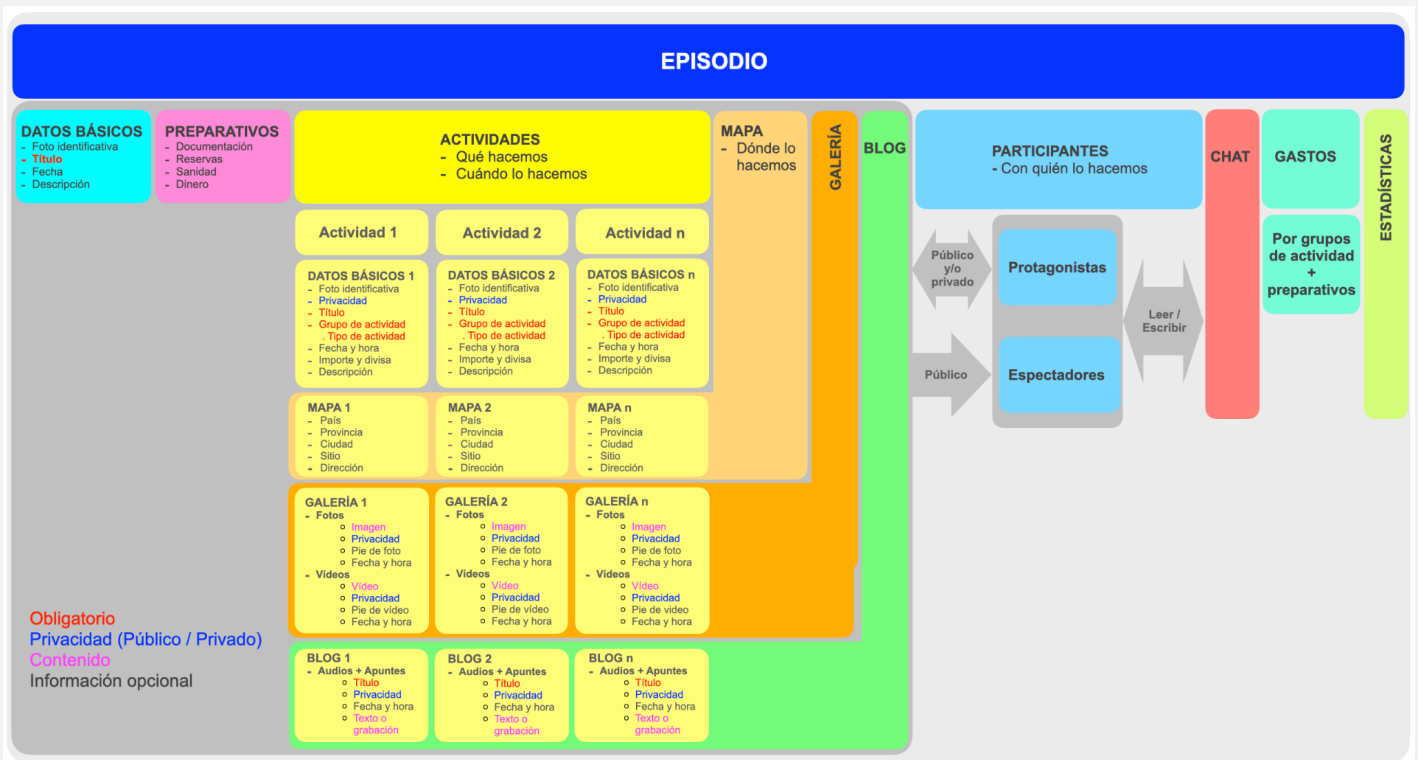 EPISODIO
DATOS BÁSICOS
- Foto identificativa
- Título
- Fecha
- Descripción
PREPARATIVOS
- Documentación
- Reservas
- Sanidad
- Dinero
ACTIVIDADES
- Qué hacemos
- Cuándo lo hacemos
MAPA
- Dónde lo
hacemos
GALERÍA
BLOG
PARTICIPANTES
- Con quién lo hacemos
CHAT
GASTOS
ESTADÍSTICAS
Actividad 1
Actividad 2
Actividad n
DATOS BÁSICOS 1
- Foto identificativa
- Privacidad
- Título
- Grupo de actividad
. Tipo de actividad
- Fecha y hora
- Importe y divisa
- Descripción
DATOS BÁSICOS 2
- Foto identificativa
- Privacidad
- Título
- Grupo de actividad
. Tipo de actividad
- Fecha y hora
- Importe y divisa
- Descripción
DATOS BÁSICOS n
- Foto identificativa
- Privacidad
- Título
- Grupo de actividad
. Tipo de actividad
- Fecha y hora
- Importe y divisa
- Descripción
MAPA 1
- País
- Provincia
- Ciudad
- Sitio
- Dirección
MAPA 2
- País
- Provincia
- Ciudad
- Sitio
- Dirección
MAPA n
- País
- Provincia
- Ciudad
- Sitio
- Dirección
GALERÍA 1
- Fotos
o Imagen
o Privacidad
o Pie de foto
o Fecha y hora
- Vídeos
o Vídeo
o Privacidad
o Pie de vídeo
o Fecha y hora
GALERÍA 2
- Fotos
o Imagen
o Privacidad
o Pie de foto
o Fecha y hora
- Vídeos
o Vídeo
o Privacidad
o Pie de vídeo
o Fecha y hora
GALERÍA n
- Fotos
o Imagen
o Privacidad
o Pie de foto
o Fecha y hora
- Vídeos
o Vídeo
o Privacidad
o Pie de video
o Fecha y hora
BLOG 1
- Audios + Apuntes
o Título
o Privacidad
o Fecha y hora
o Texto o
grabación
BLOG 2
- Audios + Apuntes
o Título
o Privacidad
o Fecha y hora
o Texto o
grabación
BLOG n
- Audios + Apuntes
o Título
o Privacidad
o Fecha y hora
o Texto o
grabación
Público
y/o
privado
Protagonistas
Público
Espectadores
Leer /
Escribir
Por grupos
de actividad
+
preparativos
Obligatorio
Privacidad (Público / Privado)
Contenido
Información opcional